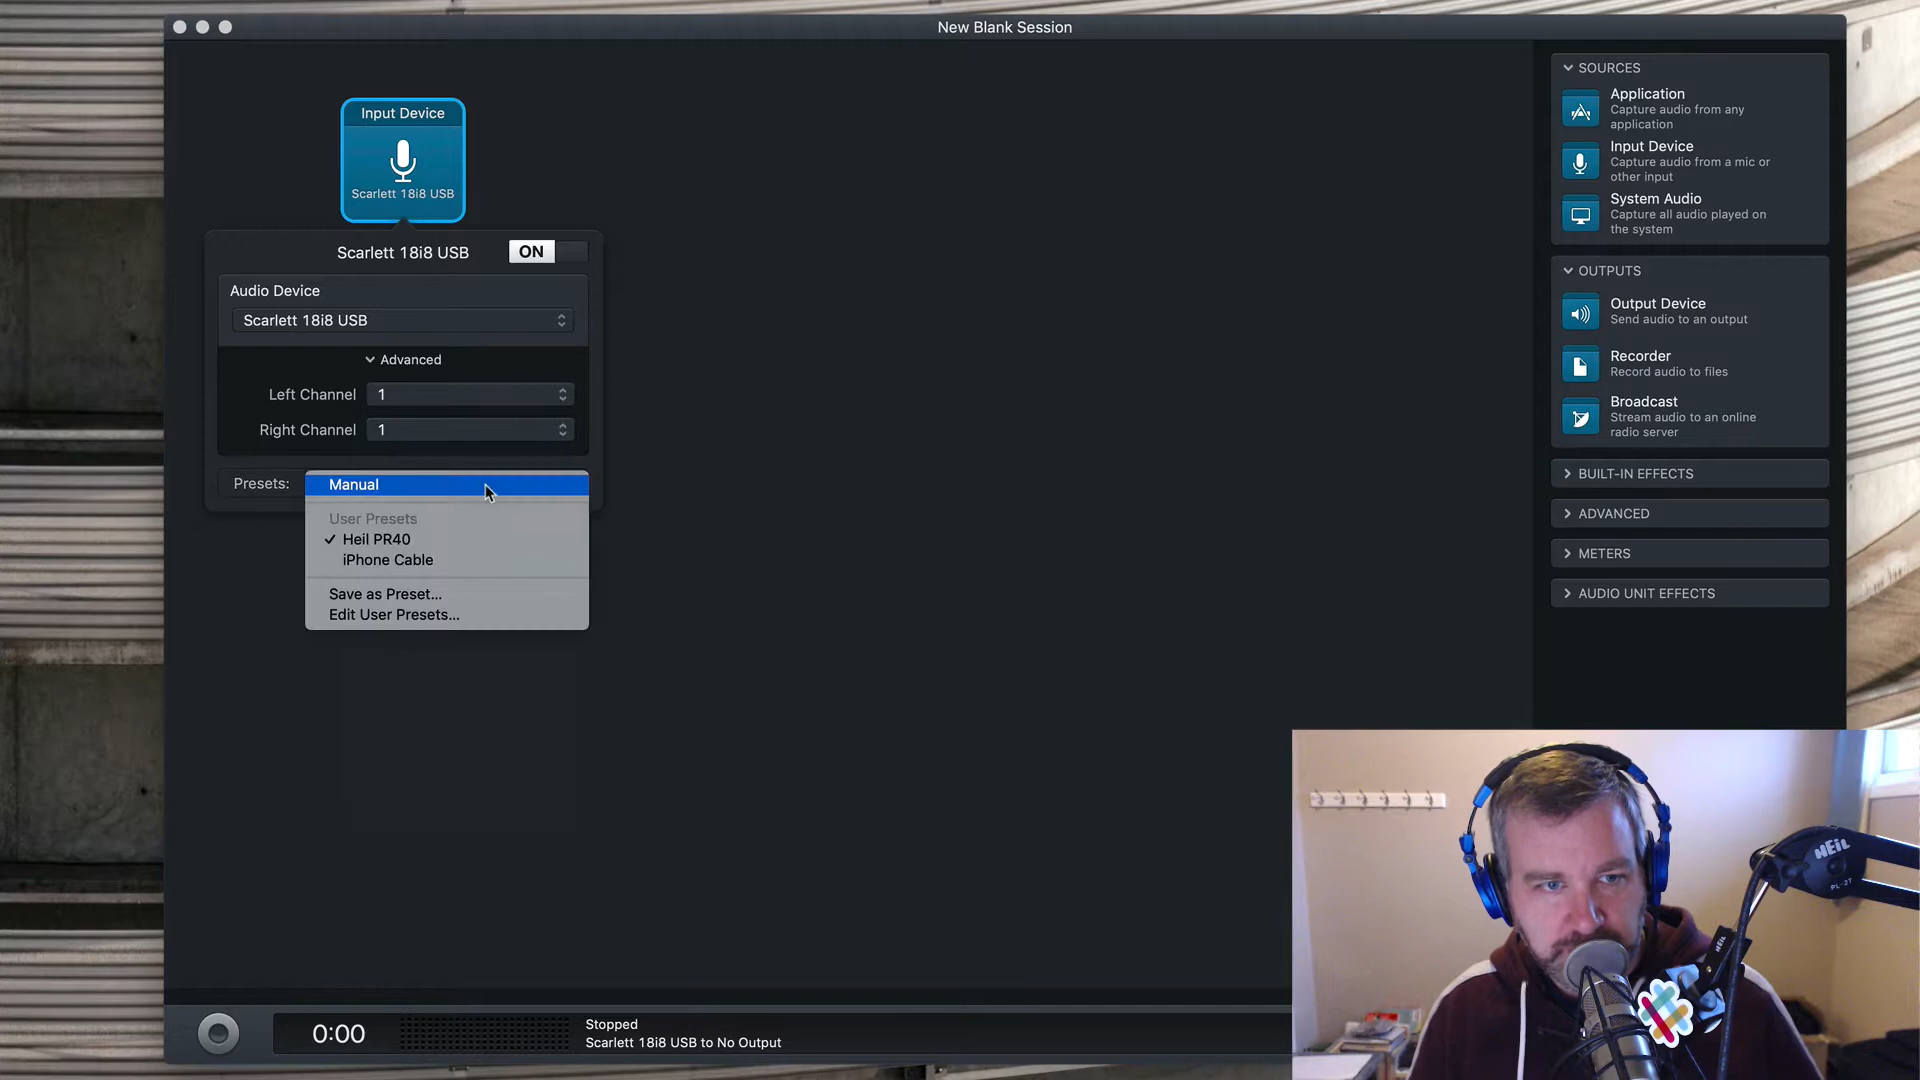 New Blank Session
Input Device
Scarlett 18i8 USB
Scarlett 18i8 USB
ON
Audio Device
Scarlett 18i8 USB
Advanced
Left Channel
1
Right Channel
1
Presets:
Manual
User Presets
✓ Heil PR40
iPhone Cable
Save as Preset...
Edit User Presets...
SOURCES
Application
Capture audio from any
application
Input Device
Capture audio from a mic or
other input
System Audio
Capture all audio played on
the system
OUTPUTS
Output Device
Send audio to an output
Recorder
Record audio to files
Broadcast
Stream audio to an online
radio server
BUILT-IN EFFECTS
ADVANCED
METERS
AUDIO UNIT EFFECTS
HEiL
PL-2T
HEiL
0:00
Stopped
Scarlett 18i8 USB to No Output